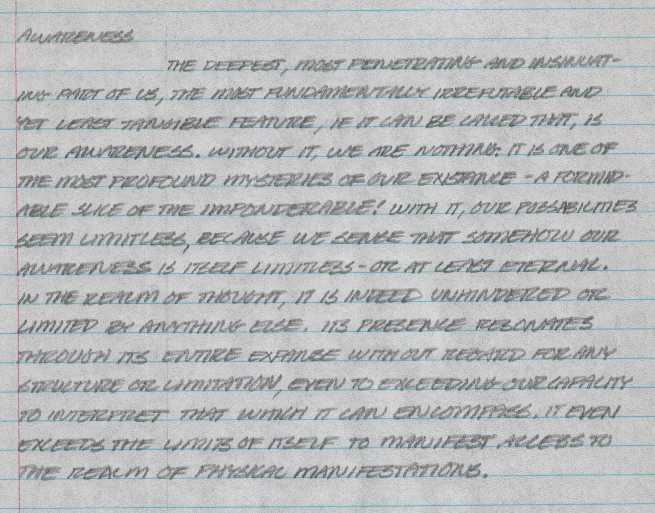 AWARENESS
THE DEEPEST, MOST PENETRATING AND INSINUAT-
ING PART OF US, THE MOST FUNDAMENTALLY IRREFUTABLE AND
YET LEAST TANGIBLE FEATURE, IF IT CAN BE CALLED THAT, IS
OUR AWARENESS. WITHOUT IT, WE ARE NOTHING: IT IS ONE OF
THE MOST PROFOUND MYSTERIES OF OUR EXISTANCE - A FORMID-
ABLE SLICE OF THE IMPONDERABLE! WITH IT, OUR POSSABILITIES
SEEM LIMITLESS, BECAUSE WE SENSE THAT SOMEHOW OUR
AWARENESS IS ITSELF LIMITLESS - OR AT LEAST ETERNAL.
IN THE REALM OF THOUGHT, IT IS INDEED UNHINDERED OR
LIMITED BY ANYTHING ELSE. ITS PRESENCE RESONATES
THROUGH ITS ENTIRE EXPANSE WITHOUT REGARD FOR ANY
STRUCTURE OR LIMITATION, EVEN TO EXCEEDING OUR CAPACITY
TO INTERPRET THAT WHICH IT CAN ENCOMPASS. IT EVEN
EXCEEDS THE LIMITS OF ITSELF TO MANIFEST ACCESS TO
THE REALM OF PHYSICAL MANIFESTATIONS.